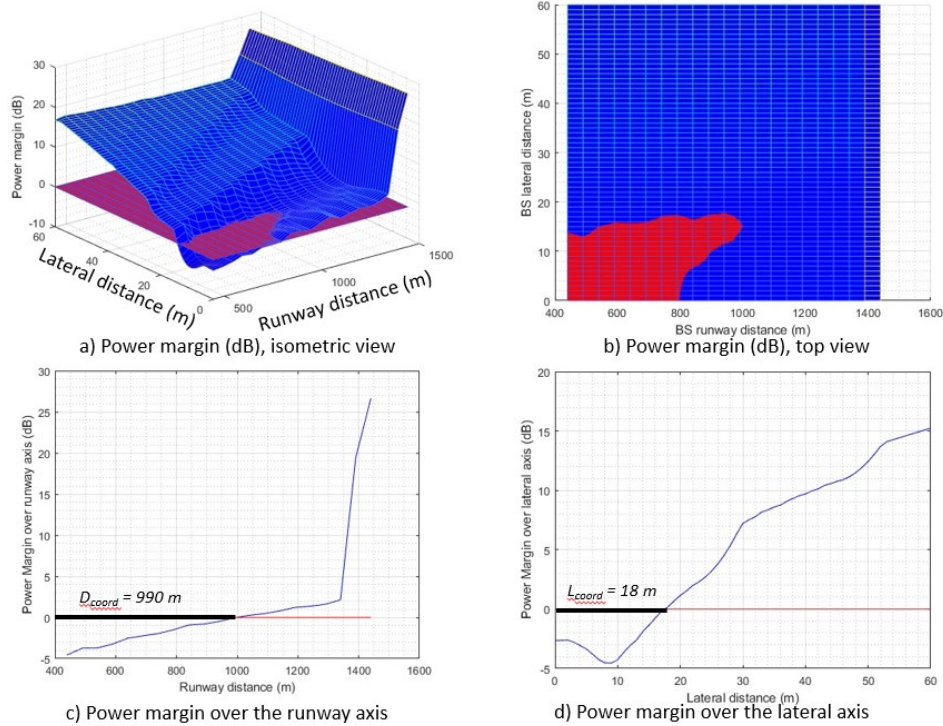 30
20
10
0
-10
Power margin (dB)
60
40
20
0
Lateral distance (m)
500
1000
1500
Runway distance (m)
a) Power margin (dB), isometric view
60
50
40
30
20
10
0
BS lateral distance (m)
400 600 800 1000 1200 1400 1600
BS runway distance (m)
b) Power margin (dB), top view
30
25
20
15
10
5
0
-5
Power Margin over runway axis (dB)
D_coord = 990 m
400 600 800 1000 1200 1400 1600
Runway distance (m)
c) Power margin over the runway axis
20
15
10
5
0
-5
Power Margin over lateral axis (dB)
L_coord = 18 m
0 10 20 30 40 50 60
Lateral distance (m)
d) Power margin over the lateral axis